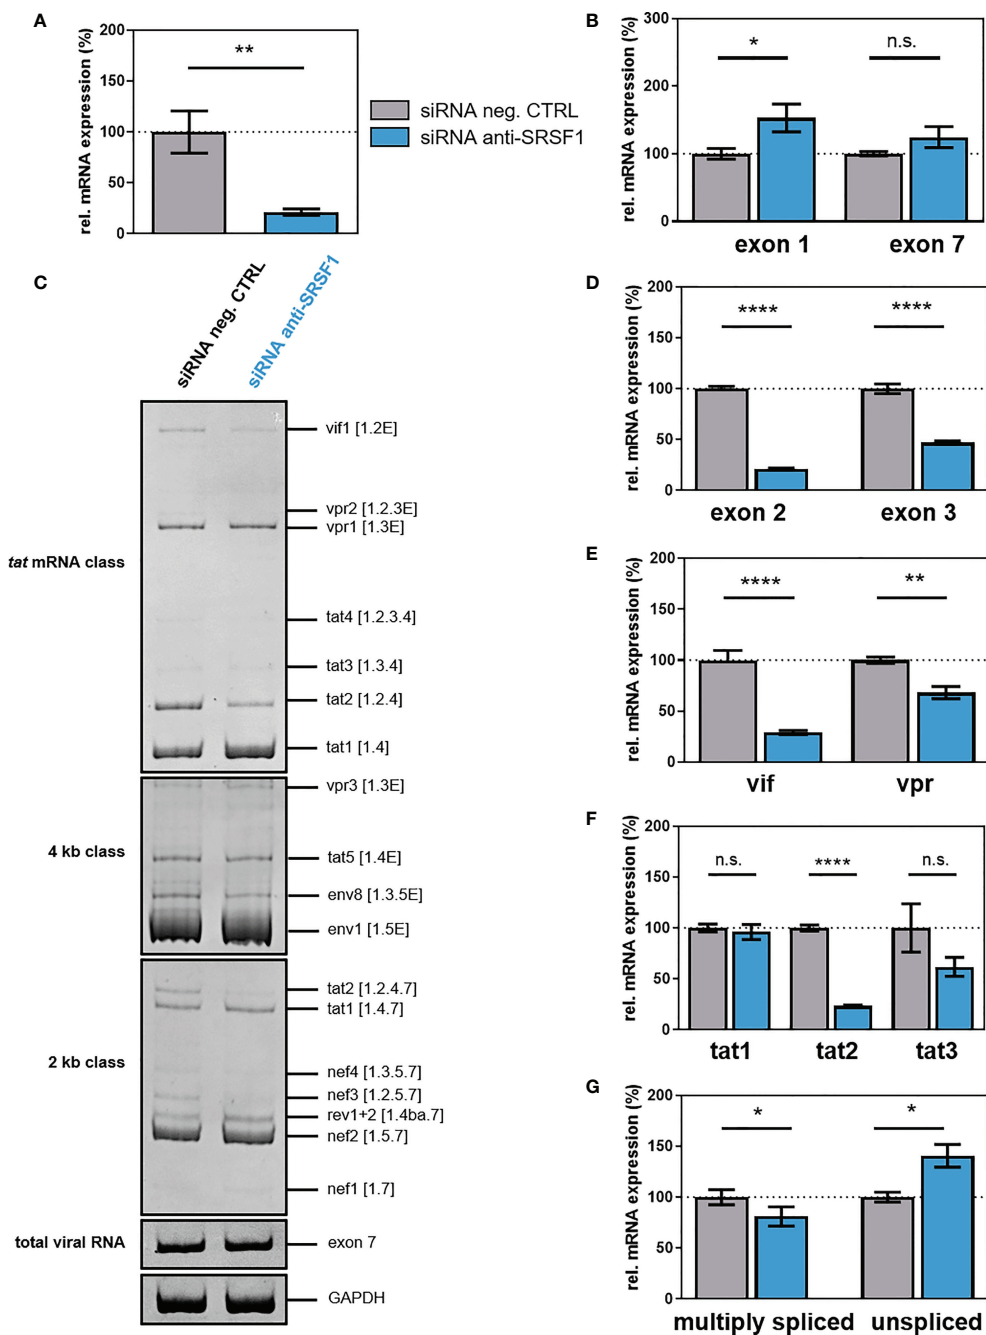 A
rel. mRNA expression (%)
200
150
100
50
0
**
siRNA neg. CTRL
siRNA anti-SRSF1
B
rel. mRNA expression (%)
300
200
150
100
50
0
*
n.s.
exon 1
exon 7
C
siRNA neg. CTRL
siRNA anti-SRSF1
tat mRNA class
vif1 [1.2E]
vpr2 [1.2.3E]
vpr1 [1.3E]
tat4 [1.2.3.4]
tat3 [1.3.4]
tat2 [1.2.4]
tat1 [1.4]
4 kb class
vpr3 [1.3E]
tat5 [1.4E]
env8 [1.3.5E]
env1 [1.5E]
2 kb class
tat2 [1.2.4.7]
tat1 [1.4.7]
nef4 [1.3.5.7]
nef3 [1.2.5.7]
rev1+2 [1.4ba.7]
nef2 [1.5.7]
nef1 [1.7]
total viral RNA
exon 7
GAPDH
D
rel. mRNA expression (%)
200
150
100
50
0
****
****
exon 2
exon 3
E
rel. mRNA expression (%)
200
150
100
50
0
****
**
vif
vpr
F
rel. mRNA expression (%)
200
150
100
50
0
n.s.
****
n.s.
tat1
tat2
tat3
G
rel. mRNA expression (%)
200
150
100
50
0
*
*
multiply spliced
unspliced